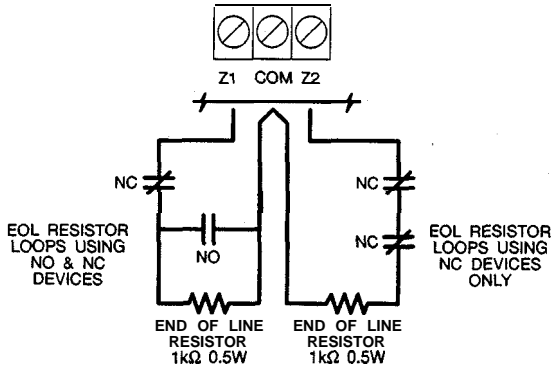 Z1 COM Z2
NC
NO
EOL RESISTOR
LOOPS USING
NO & NC
DEVICES
END OF LINE
RESISTOR
1kΩ 0.5W
NC
NC
EOL RESISTOR
LOOPS USING
NC DEVICES
ONLY
END OF LINE
RESISTOR
1kΩ 0.5W